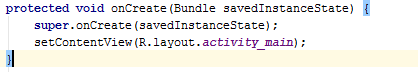 protected void onCreate(Bundle savedInstanceState) {
super.onCreate(savedInstanceState);
setContentView(R.layout.activity_main);
}